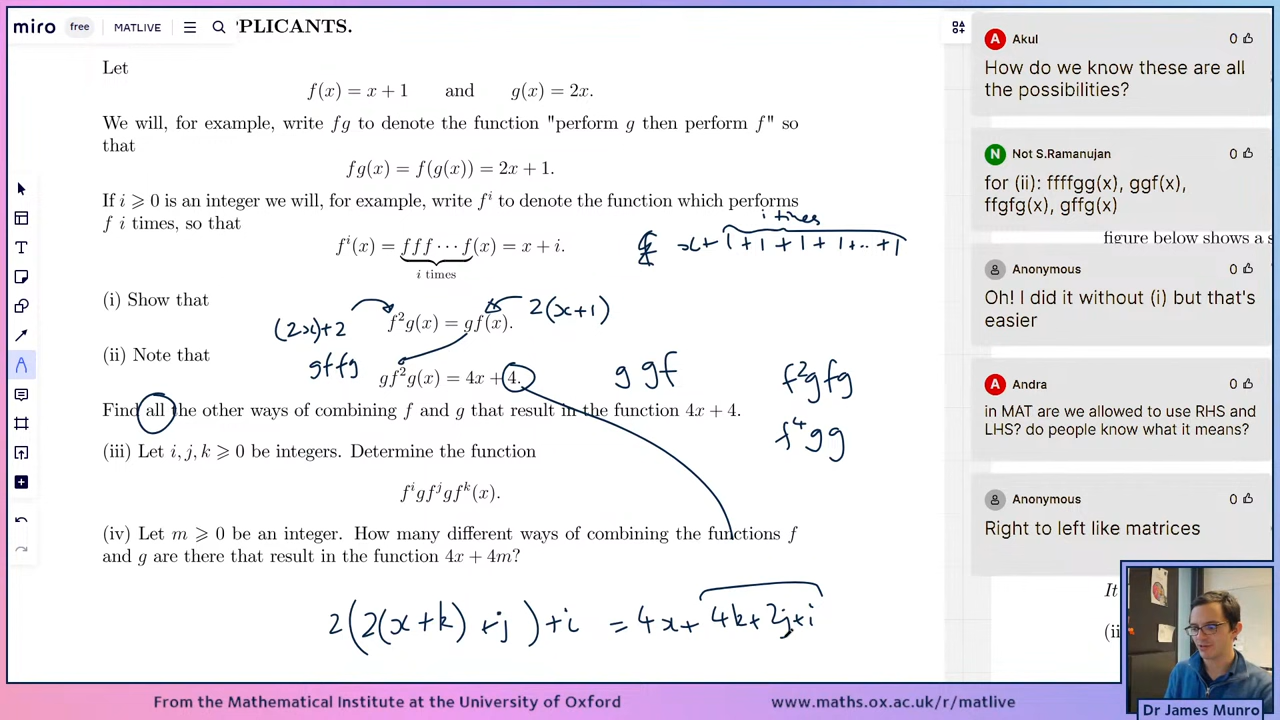 miro free MATLIVE PLICANTS.
Let
f(x) = x + 1 and g(x) = 2x.
We will, for example, write fg to denote the function "perform g then perform f" so
that
fg(x) = f(g(x)) = 2x + 1.
If i ⩾ 0 is an integer we will, for example, write fⁱ to denote the function which performs
f i times, so that
i times
fⁱ(x) = fff⋯f(x) = x + i.
i times
x + 1 + 1 + 1 + 1 + .. + 1
(i) Show that
(2x)+2
f²g(x) = gf(x).
2(x+1)
(ii) Note that
gffg
gf²g(x) = 4x + 4.
g gf
f²gfg
Find all the other ways of combining f and g that result in the function 4x + 4.
f⁴gg
(iii) Let i, j, k ⩾ 0 be integers. Determine the function
fⁱgfʲgfᵏ(x).
(iv) Let m ⩾ 0 be an integer. How many different ways of combining the functions f
and g are there that result in the function 4x + 4m?
2(2(x+k)+j)+i = 4x+4k+2j+i
A Akul 0
How do we know these are all
the possibilities?
N Not S.Ramanujan 0
for (ii): ffffgg(x), ggf(x),
ffgfg(x), gffg(x)
figure below shows a s
Anonymous 0
Oh! I did it without (i) but that's
easier
A Andra 0
in MAT are we allowed to use RHS and
LHS? do people know what it means?
Anonymous 0
Right to left like matrices
It
(ii
Dr James Munro
From the Mathematical Institute at the University of Oxford www.maths.ox.ac.uk/r/matlive